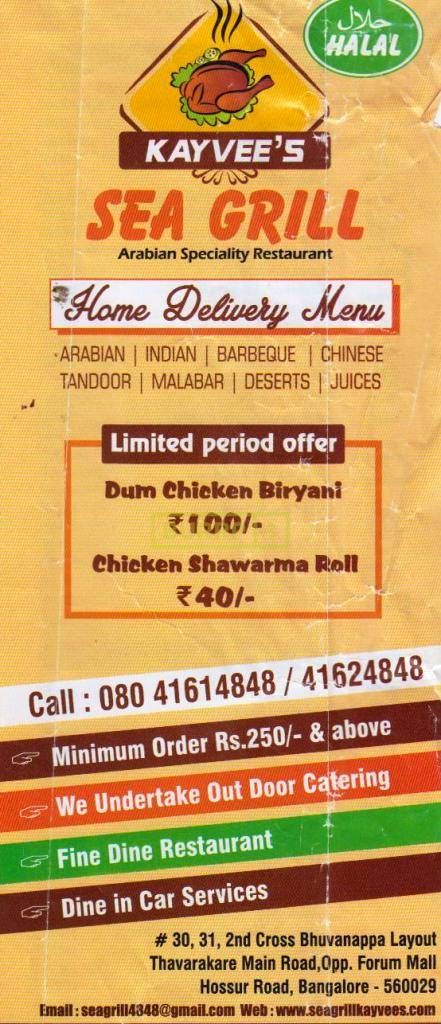 حلال
HALAL
KAYVEE'S
SEA GRILL
Arabian Speciality Restaurant
Home Delivery Menu
ARABIAN | INDIAN | BARBEQUE | CHINESE
TANDOOR | MALABAR | DESERTS | JUICES
Limited period offer
Dum Chicken Biryani
₹100/-
Chicken Shawarma Roll
₹40/-
Call : 080 41614848 / 41624848
Minimum Order Rs.250/- & above
We Undertake Out Door Catering
Fine Dine Restaurant
Dine in Car Services
# 30, 31, 2nd Cross Bhuvanappa Layout
Thavarakare Main Road,Opp. Forum Mall
Hossur Road, Bangalore - 560029
Email : seagrill4848@gmail.com Web : www.seagrillkayvees.com